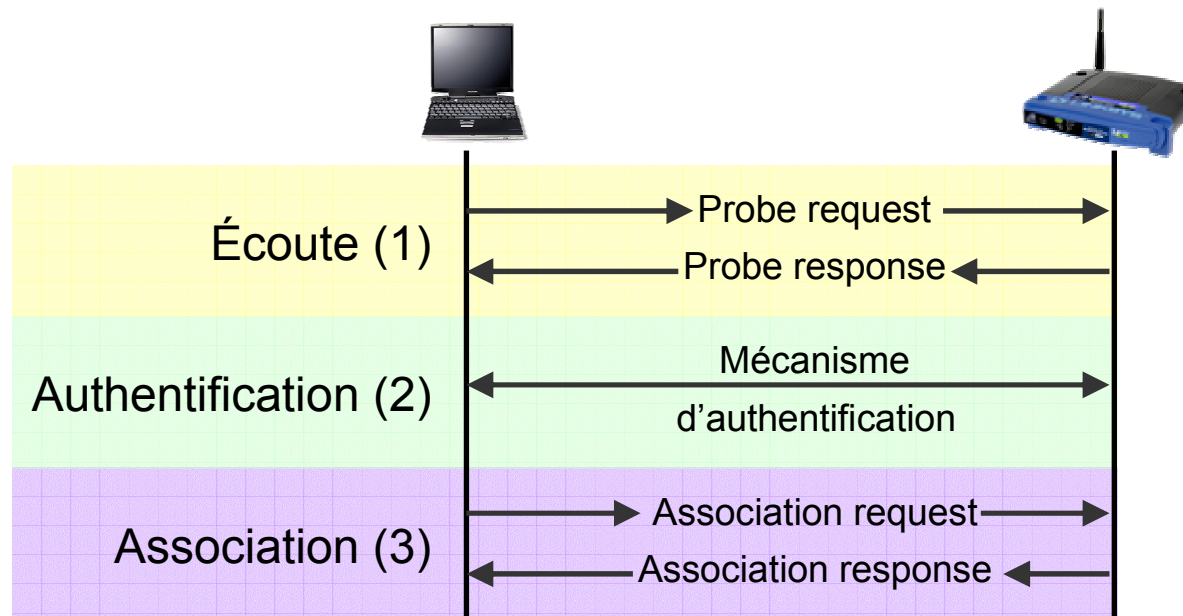 Écoute (1)
Probe request
Probe response
Authentification (2)
Mécanisme
d’authentification
Association (3)
Association request
Association response